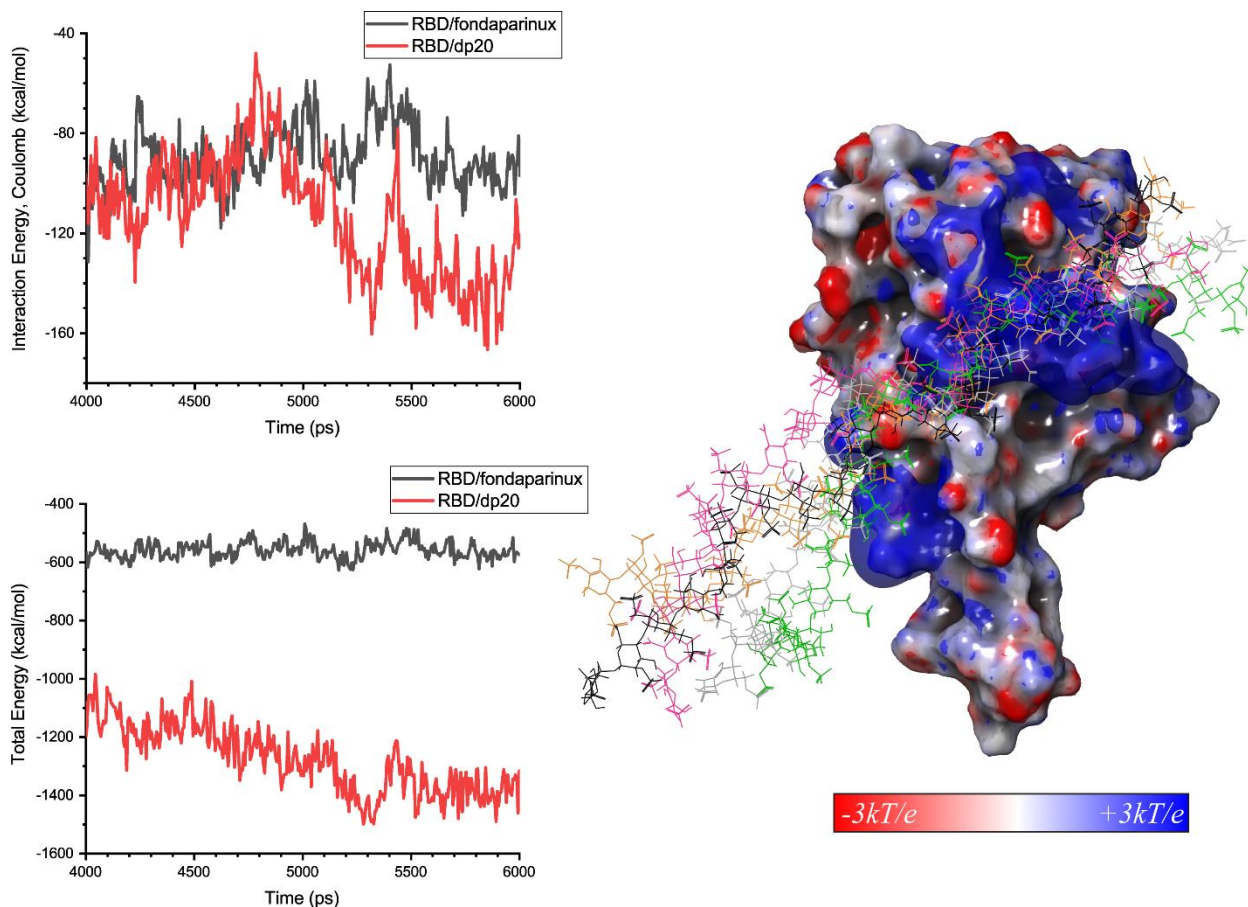 RBD/fondaparinux
RBD/dp20
Interaction Energy, Coulomb (kcal/mol)
-40
-80
-120
-160
4000 4500 5000 5500 6000
Time (ps)
RBD/fondaparinux
RBD/dp20
Total Energy (kcal/mol)
-400
-600
-800
-1000
-1200
-1400
-1600
4000 4500 5000 5500 6000
Time (ps)
-3kT/e +3kT/e